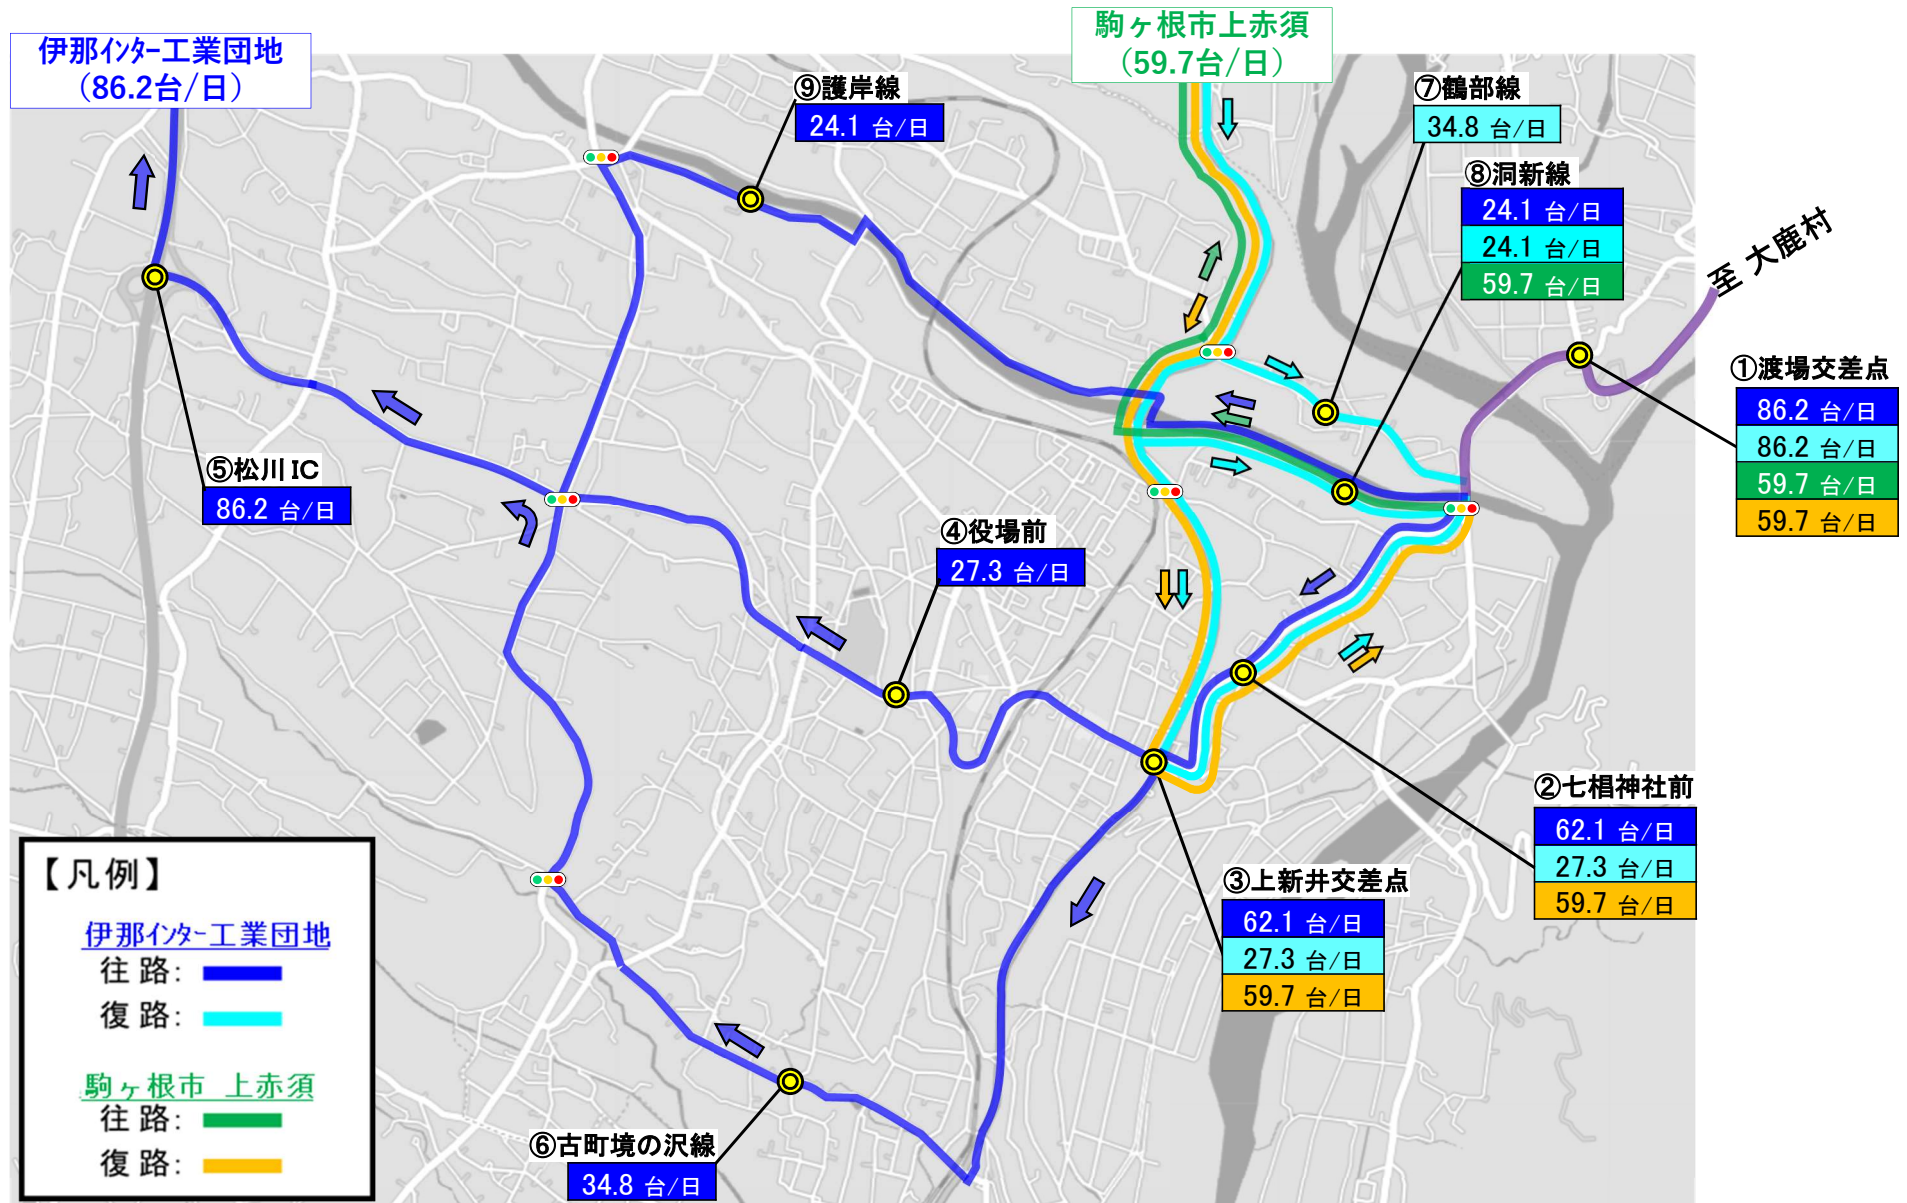 伊那インター工業団地
（86.2台/日）
駒ヶ根市上赤須
（59.7台/日）
⑨護岸線
24.1 台/日
⑦鶴部線
34.8 台/日
⑧洞新線
24.1 台/日
24.1 台/日
59.7 台/日
至 大鹿村
①渡場交差点
86.2 台/日
86.2 台/日
59.7 台/日
59.7 台/日
⑤松川IC
86.2 台/日
④役場前
27.3 台/日
②七椙神社前
62.1 台/日
27.3 台/日
59.7 台/日
③上新井交差点
62.1 台/日
27.3 台/日
59.7 台/日
⑥古町境の沢線
34.8 台/日
【凡例】
伊那インター工業団地
往路：
復路：
駒ヶ根市 上赤須
往路：
復路：